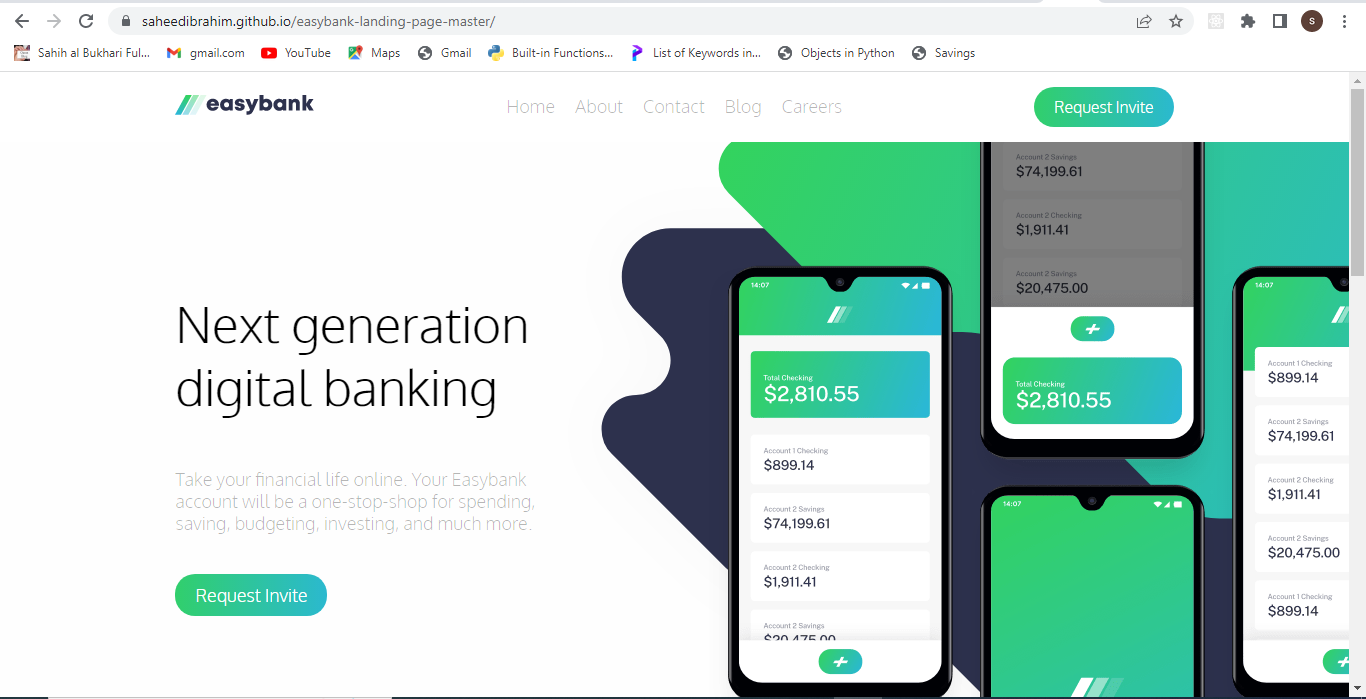 saheedibrahim.github.io/easybank-landing-page-master/
S
Sahih al Bukhari Ful...
gmail.com
YouTube
Maps
Gmail
Built-in Functions...
List of Keywords in...
Objects in Python
Savings
easybank
Home
About
Contact
Blog
Careers
Request Invite
Next generation
digital banking
Take your financial life online. Your Easybank
account will be a one-stop-shop for spending,
saving, budgeting, investing, and much more.
Request Invite
14:07
Total Checking
$2,810.55
Account 1 Checking
$899.14
Account 2 Savings
$74,199.61
Account 2 Checking
$1,911.41
Account 2 Savings
$20,475.00
Account 2 Savings
$74,199.61
Account 2 Checking
$1,911.41
Account 2 Savings
$20,475.00
Total Checking
$2,810.55
14:07
14:07
Account 1 Checking
$899.14
Account 2 Savings
$74,199.61
Account 2 Checking
$1,911.41
Account 2 Savings
$20,475.00
Account 1 Checking
$899.14